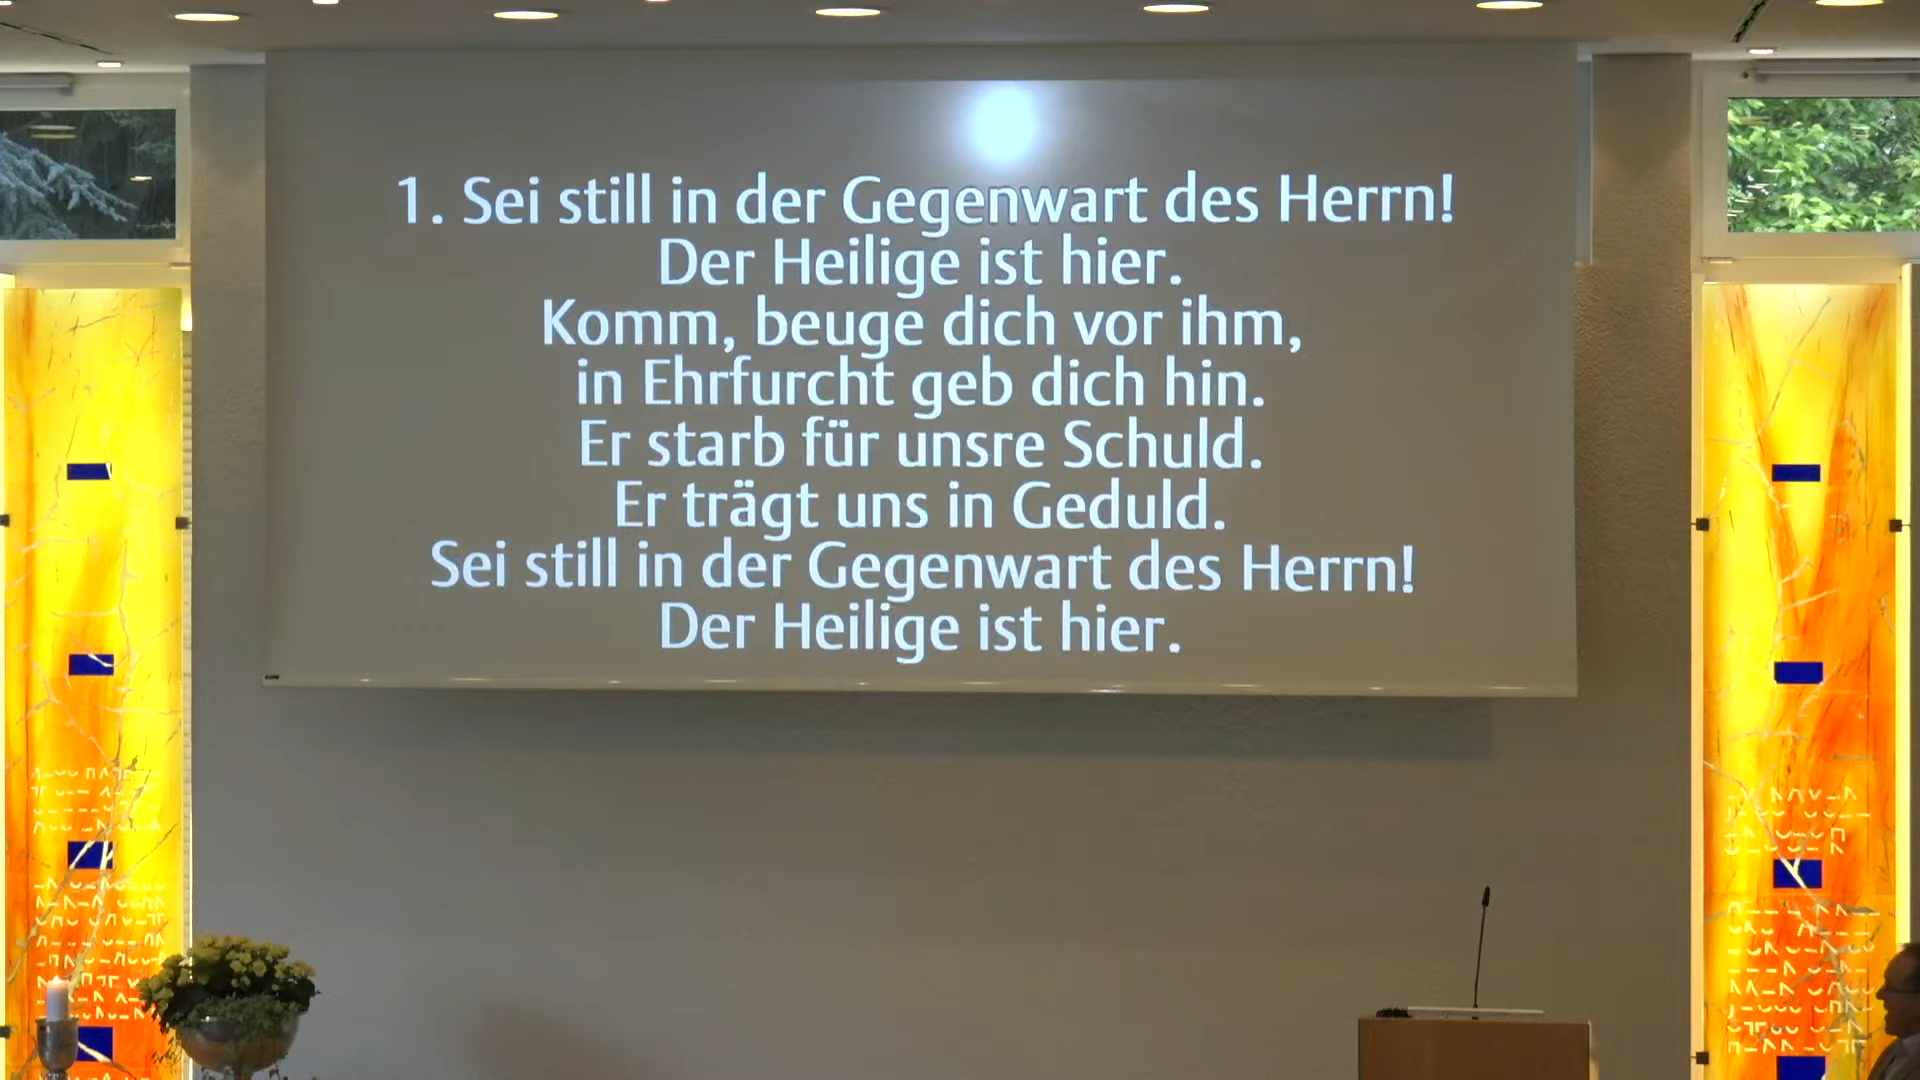 1. Sei still in der Gegenwart des Herrn!
Der Heilige ist hier.
Komm, beuge dich vor ihm,
in Ehrfurcht geb dich hin.
Er starb für unsre Schuld.
Er trägt uns in Geduld.
Sei still in der Gegenwart des Herrn!
Der Heilige ist hier.